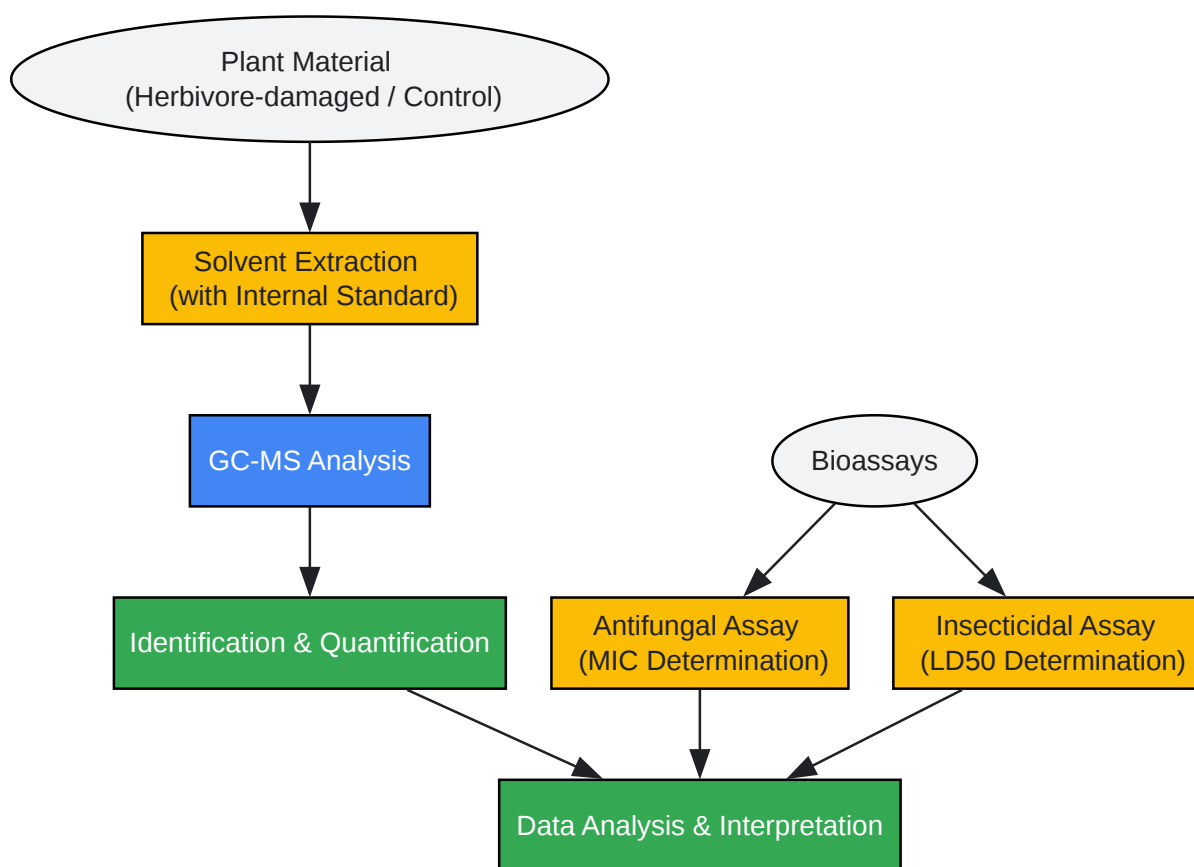 Plant Material
(Herbivore-damaged / Control)
Solvent Extraction
(with Internal Standard)
GC-MS Analysis
Bioassays
Identification & Quantification
Antifungal Assay
(MIC Determination)
Insecticidal Assay
(LD50 Determination)
Data Analysis & Interpretation